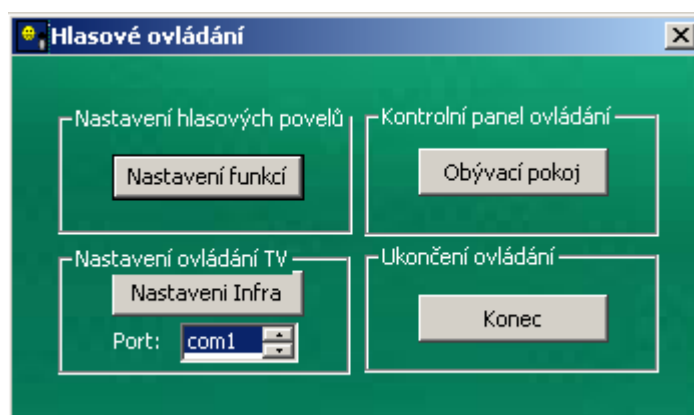 Hlasové ovládání
Nastavení hlasových povelů
Nastavení funkcí
Kontrolní panel ovládání
Obývací pokoj
Nastavení ovládání TV
Nastaveni Infra
Port: com1
Ukončení ovládání
Konec